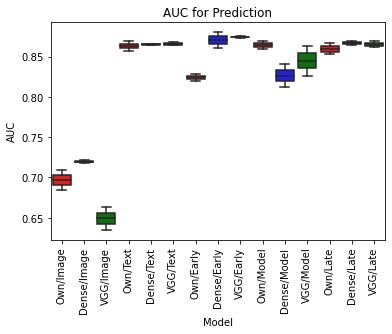 AUC for Prediction
0.85
0.80
0.75
0.70
0.65
AUC
Own/Image
Dense/Image
VGG/Image
Own/Text
Dense/Text
VGG/Text
Own/Early
Dense/Early
VGG/Early
Own/Model
Dense/Model
VGG/Model
Own/Late
Dense/Late
VGG/Late
Model